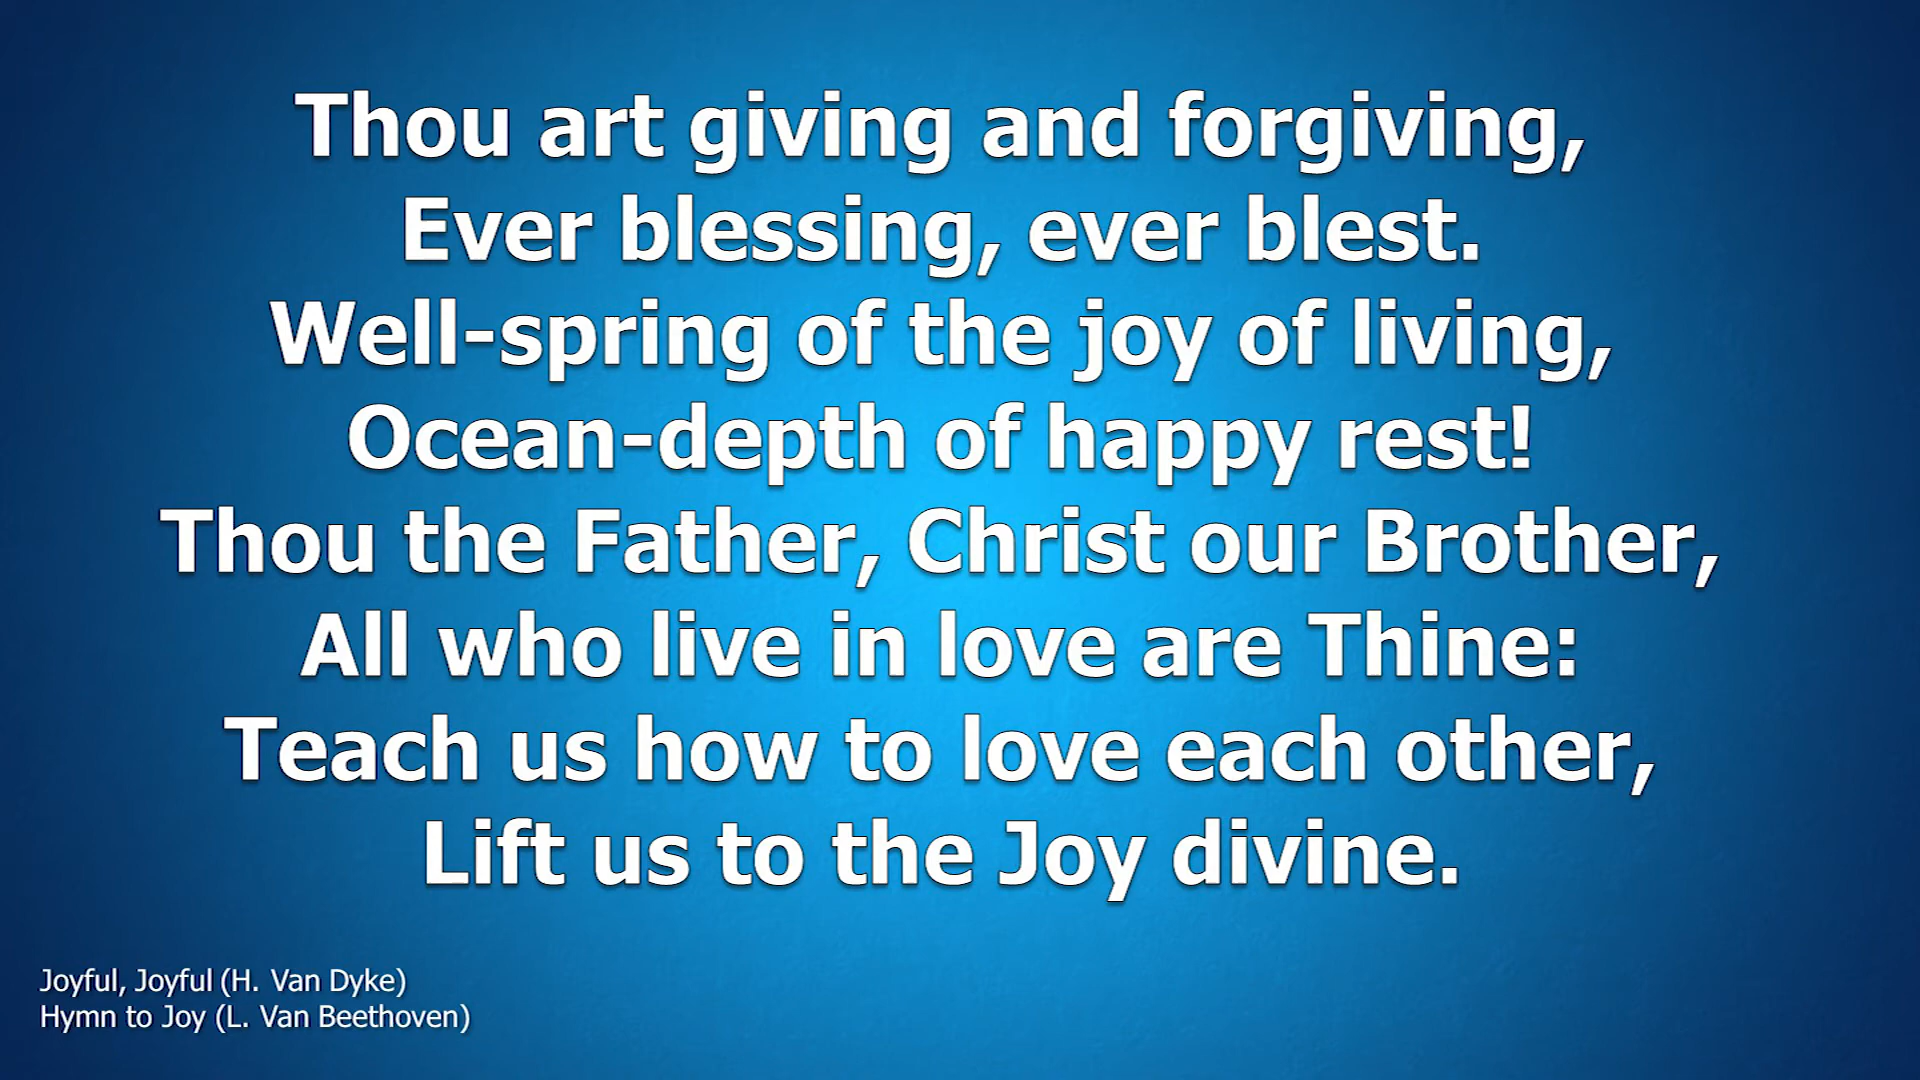 Thou art giving and forgiving,
Ever blessing, ever blest.
Well-spring of the joy of living,
Ocean-depth of happy rest!
Thou the Father, Christ our Brother,
All who live in love are Thine:
Teach us how to love each other,
Lift us to the Joy divine.
Joyful, Joyful (H. Van Dyke)
Hymn to Joy (L. Van Beethoven)